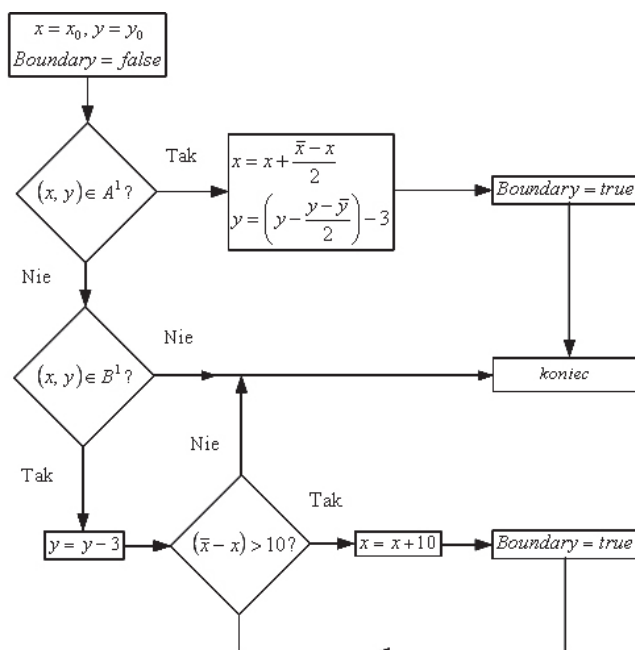 x = x₀, y = y₀
Boundary = false
(x, y) ∈ A¹ ?
Tak
x = x + (x̄ − x)/2
y = (y − (y − ȳ)/2) − 3
Boundary = true
Nie
(x, y) ∈ B¹ ?
Nie
koniec
Nie
Tak
Tak
y = y − 3
(x̄ − x) > 10 ?
x = x + 10
Boundary = true